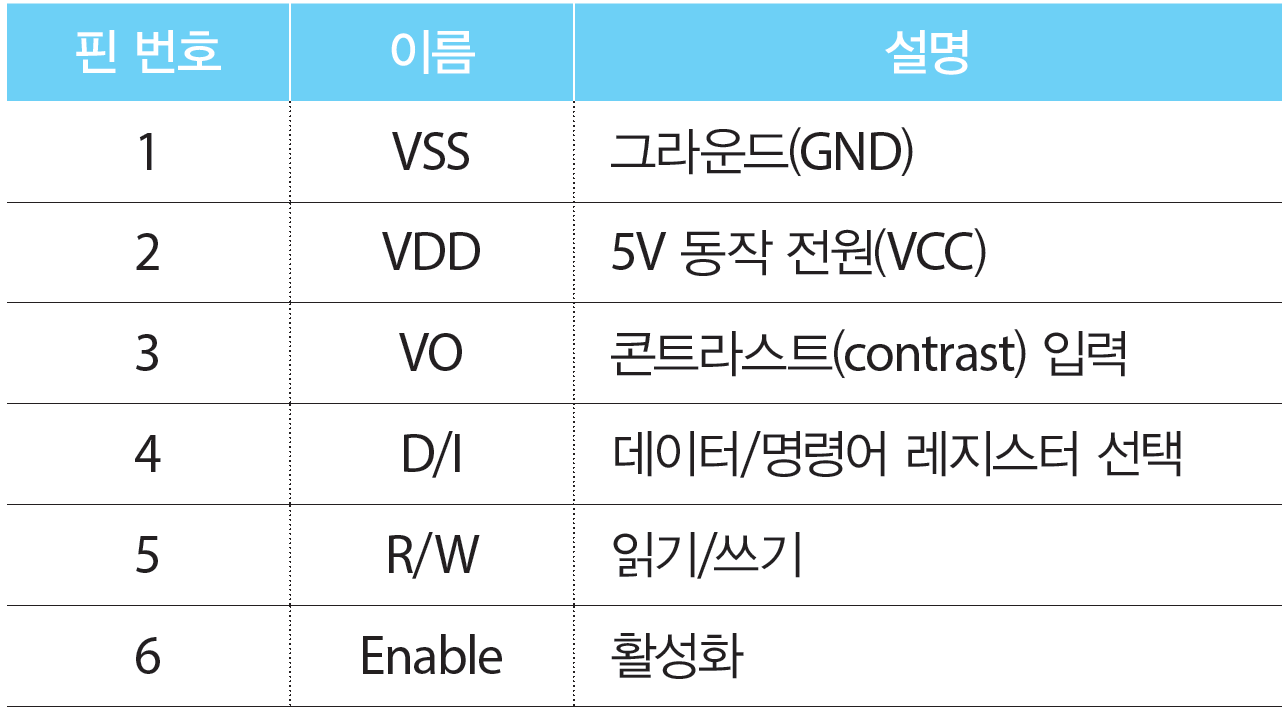 핀 번호 이름 설명
1 VSS 그라운드(GND)
2 VDD 5V 동작 전원(VCC)
3 VO 콘트라스트(contrast) 입력
4 D/I 데이터/명령어 레지스터 선택
5 R/W 읽기/쓰기
6 Enable 활성화